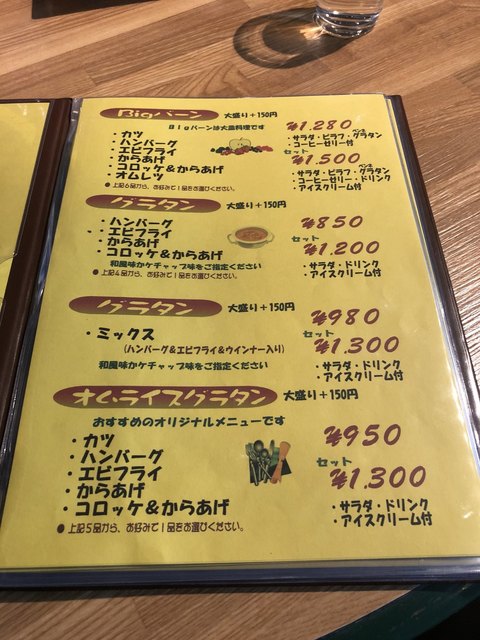 Bigバーン 大盛り+150円
Bigバーンは大皿料理です
・カツ
・ハンバーグ
・エビフライ
・からあげ
・コロッケ&からあげ
・オムレツ
●上記6品から、お好みで1品をお選びください。
¥1.280
ペンネ
・サラダ・ピラフ・グラタン
・コーヒーゼリー付
セット
¥1.500
ペンネ
・サラダ・ピラフ・グラタン
・コーヒーゼリー・ドリンク
・アイスクリーム付
グラタン 大盛り+150円
・ハンバーグ
・エビフライ
・からあげ
・コロッケ&からあげ
和風味かケチャップ味をご指定ください
●上記4品から、お好みで1品をお選びください。
¥850
セット
¥1.200
・サラダ・ドリンク
・アイスクリーム付
グラタン 大盛り+150円
・ミックス
(ハンバーグ&エビフライ&ウインナー入り)
和風味かケチャップ味をご指定ください
¥980
セット
¥1.300
・サラダ・ドリンク
・アイスクリーム付
オム・ライスグラタン 大盛り+150円
おすすめのオリジナルメニューです
・カツ
・ハンバーグ
・エビフライ
・からあげ
・コロッケ&からあげ
●上記5品から、お好みで1品をお選びください。
¥950
セット
¥1.300
・サラダ・ドリンク
・アイスクリーム付